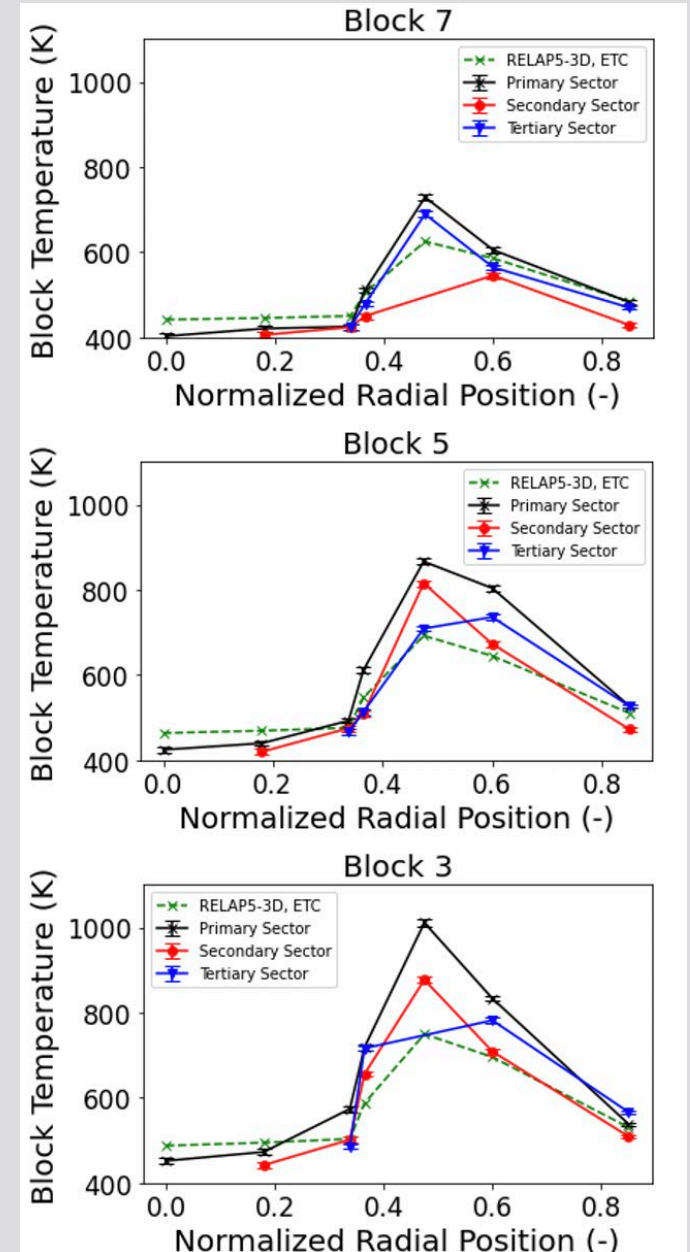 Block 7
Block Temperature (K)
1000
800
600
400
RELAP5-3D, ETC
Primary Sector
Secondary Sector
Tertiary Sector
0.0 0.2 0.4 0.6 0.8
Normalized Radial Position (-)
Block 5
Block Temperature (K)
1000
800
600
400
RELAP5-3D, ETC
Primary Sector
Secondary Sector
Tertiary Sector
0.0 0.2 0.4 0.6 0.8
Normalized Radial Position (-)
Block 3
Block Temperature (K)
1000
800
600
400
RELAP5-3D, ETC
Primary Sector
Secondary Sector
Tertiary Sector
0.0 0.2 0.4 0.6 0.8
Normalized Radial Position (-)